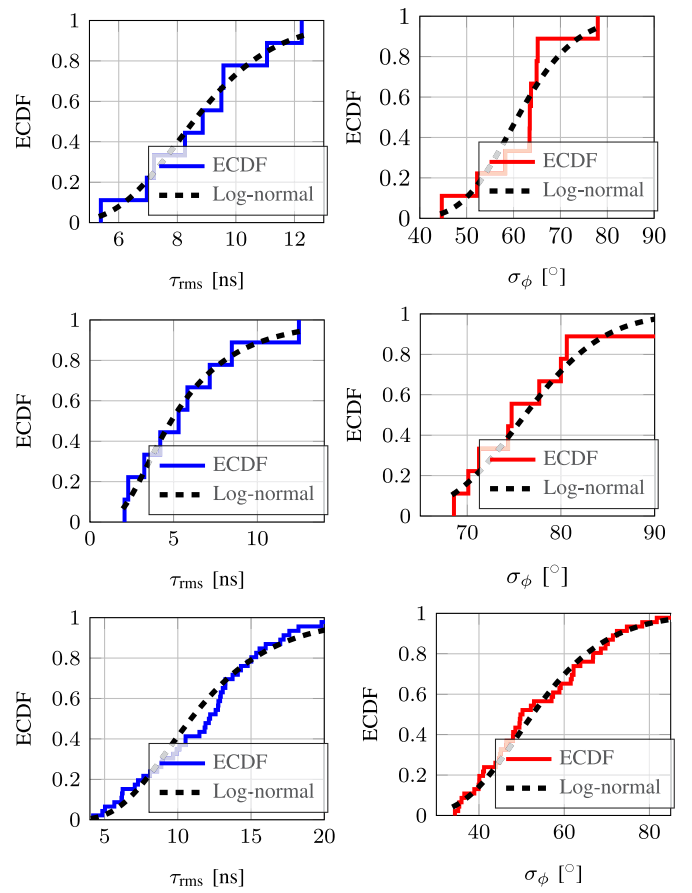 1
0.8
0.6
0.4
0.2
0
ECDF
6 8 10 12
τrms [ns]
ECDF
Log-normal
1
0.8
0.6
0.4
0.2
0
ECDF
40 50 60 70 80 90
σϕ [°]
ECDF
Log-normal
1
0.8
0.6
0.4
0.2
0
ECDF
0 5 10
τrms [ns]
ECDF
Log-normal
1
0.8
0.6
0.4
0.2
0
ECDF
70 80 90
σϕ [°]
ECDF
Log-normal
1
0.8
0.6
0.4
0.2
0
ECDF
5 10 15 20
τrms [ns]
ECDF
Log-normal
1
0.8
0.6
0.4
0.2
0
ECDF
40 60 80
σϕ [°]
ECDF
Log-normal